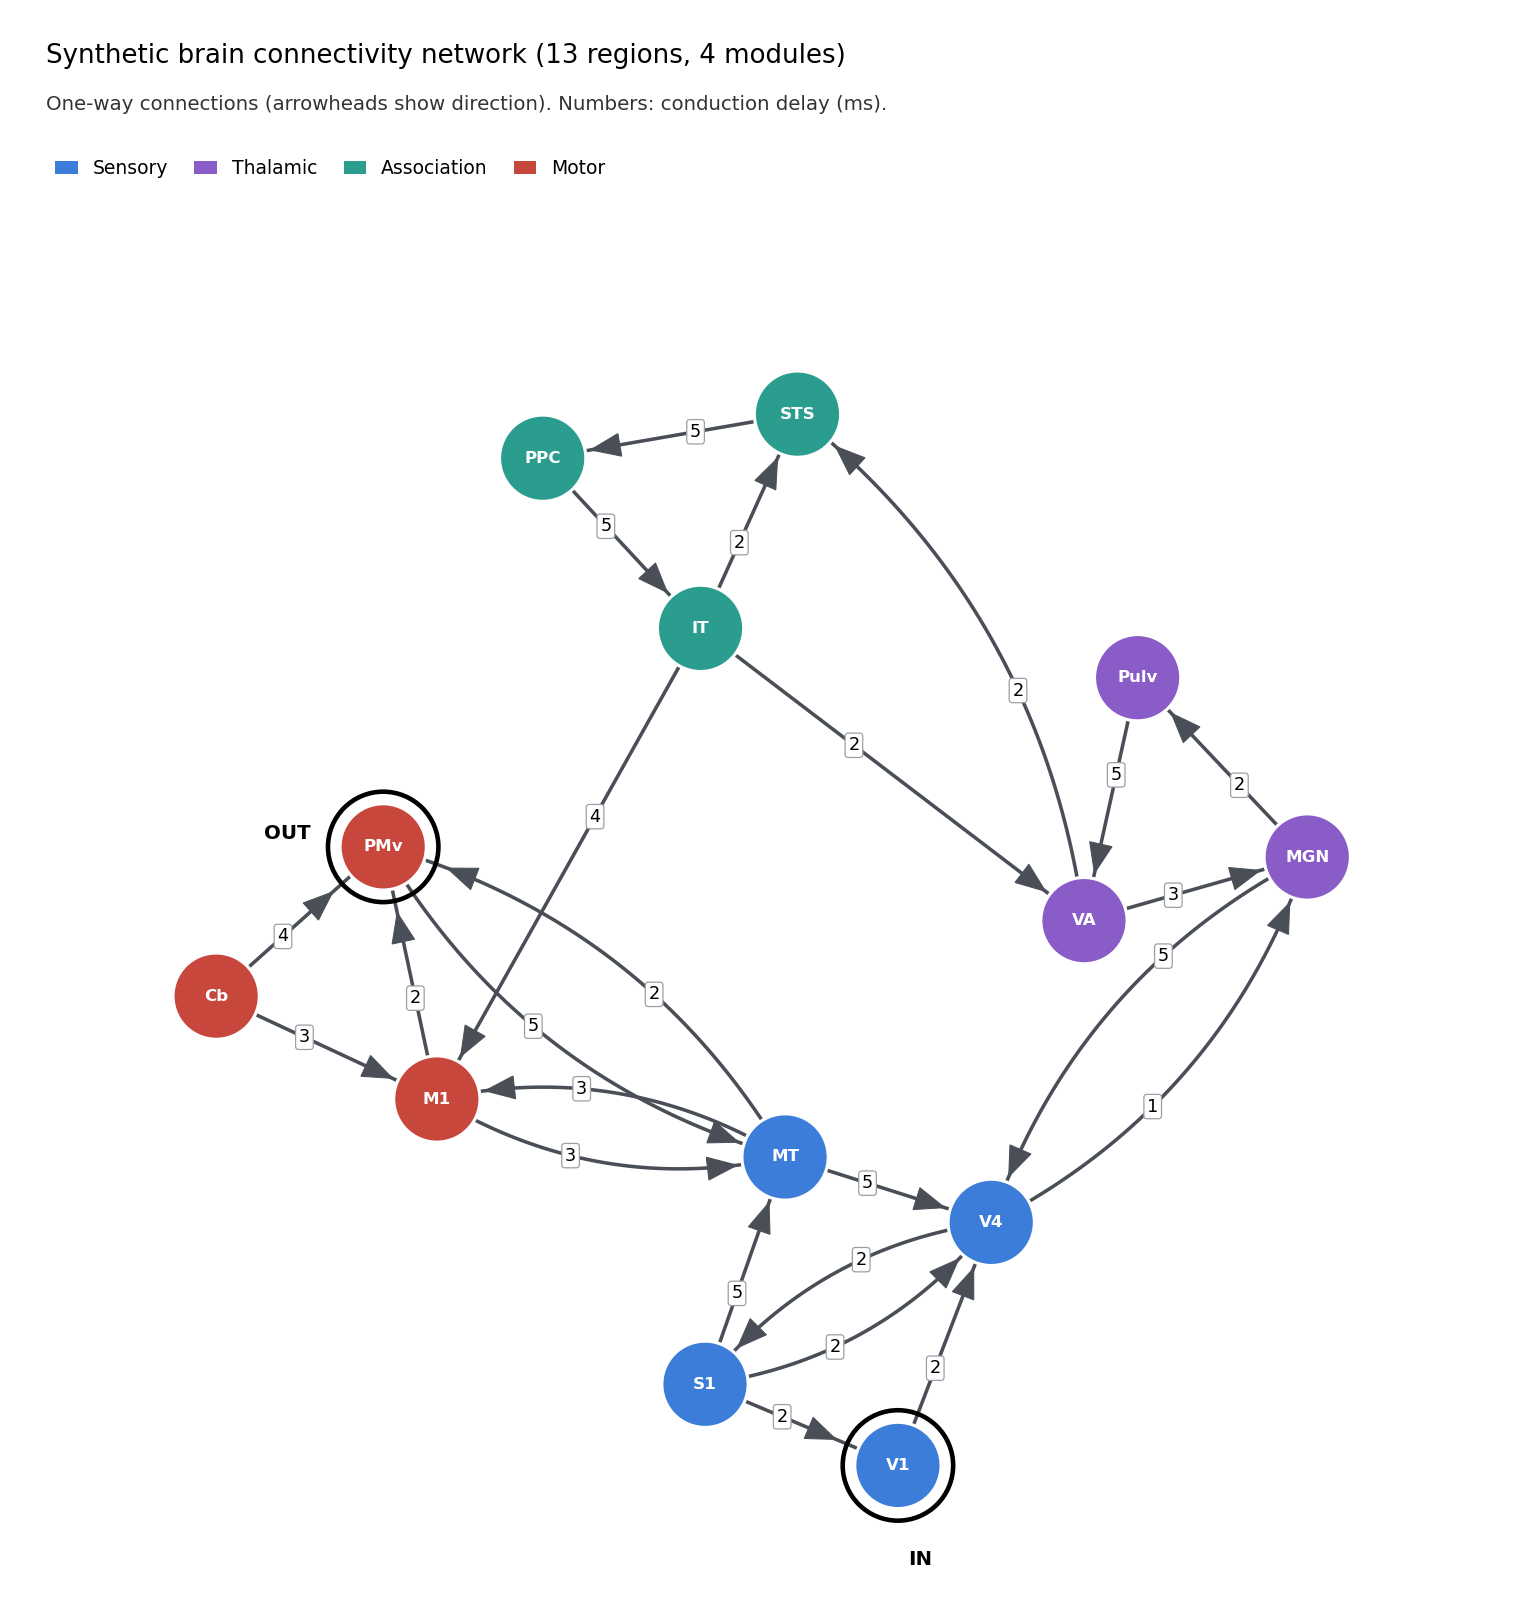 Synthetic brain connectivity network (13 regions, 4 modules)
One-way connections (arrowheads show direction). Numbers: conduction delay (ms).
Sensory Thalamic Association Motor
STS
5
PPC
5
2
IT
Pulv
2
2
5
2
4
OUT
PMv
MGN
3
VA
4
5
2
2
Cb
5
3
3
M1
1
3
MT
5
V4
2
5
2
2
S1
2
V1
IN